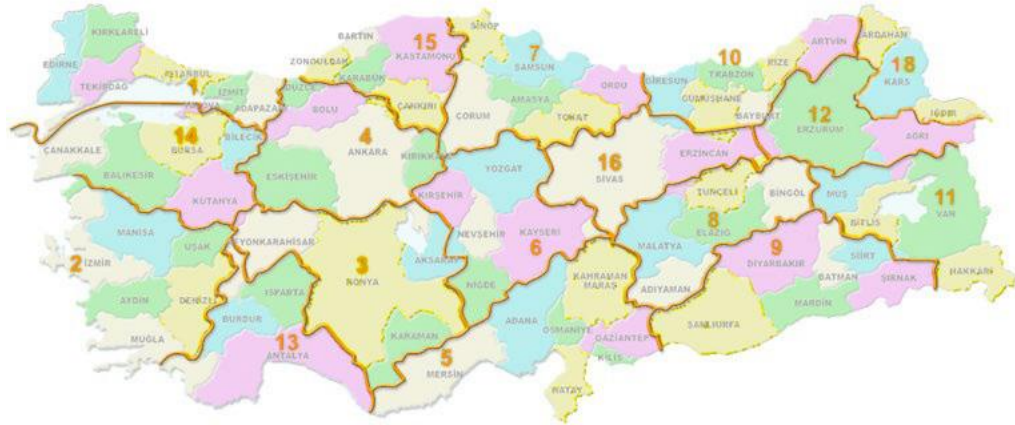 SİNOP
BARTIN
15
KASTAMONU
KIRKLARELİ
ZONGULDAK
KARABÜK
7
SAMSUN
10
ARTVİN
ARDAHAN
EDİRNE
TEKİRDAĞ
İSTANBUL
1
İZMİT
ADAPAZARI
DÜZCE
BOLU
ÇANKIRI
AMASYA
ORDU
GİRESUN
TRABZON
RİZE
18
KARS
YALOVA
ÇORUM
TOKAT
GÜMÜŞHANE
BAYBURT
12
ERZURUM
IĞDIR
ÇANAKKALE
14
BURSA
BİLECİK
4
ANKARA
KIRIKKALE
YOZGAT
16
SİVAS
ERZİNCAN
AĞRI
BALIKESİR
ESKİŞEHİR
KIRŞEHİR
TUNCELİ
BİNGÖL
MUŞ
11
VAN
KUTAHYA
MANİSA
UŞAK
NEVŞEHİR
KAYSERİ
6
MALATYA
8
ELAZIĞ
BİTLİS
2
İZMİR
3
KONYA
AKSARAY
NİĞDE
KAHRAMAN
MARAŞ
ADIYAMAN
9
DİYARBAKIR
BATMAN
SİİRT
ŞIRNAK
HAKKARİ
AYDIN
DENİZLİ
ISPARTA
BURDUR
KARAMAN
ADANA
OSMANİYE
GAZİANTEP
ŞANLIURFA
MARDİN
MUĞLA
13
ANTALYA
5
MERSİN
KİLİS
HATAY